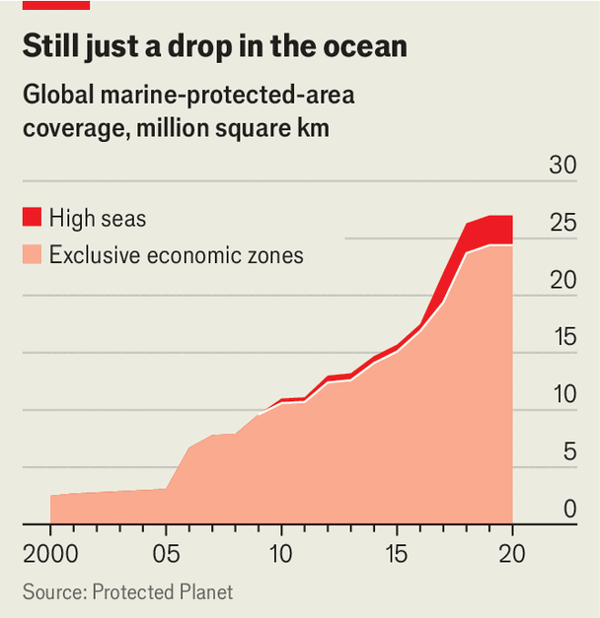 Still just a drop in the ocean
Global marine-protected-area
coverage, million square km
30
High seas
25
Exclusive economic zones
20
15
10
5
0
2000 05 10 15 20
Source: Protected Planet